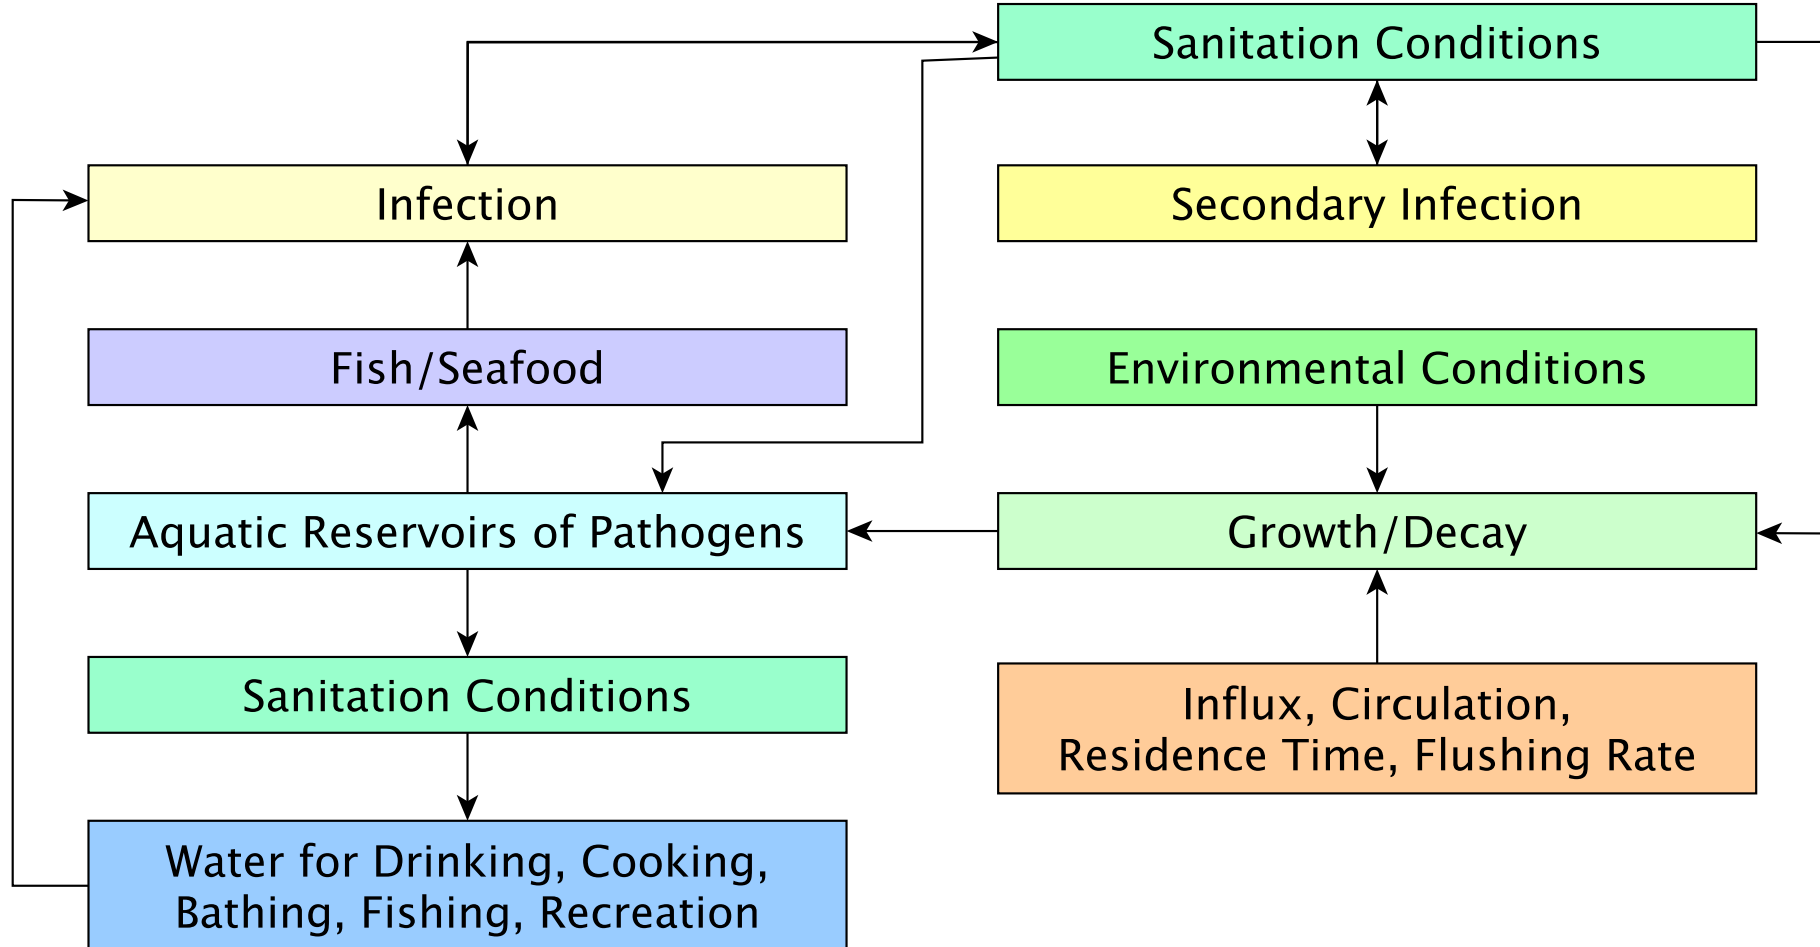 Sanitation Conditions
Infection
Secondary Infection
Fish/Seafood
Environmental Conditions
Aquatic Reservoirs of Pathogens
Growth/Decay
Sanitation Conditions
Influx, Circulation,
Residence Time, Flushing Rate
Water for Drinking, Cooking,
Bathing, Fishing, Recreation